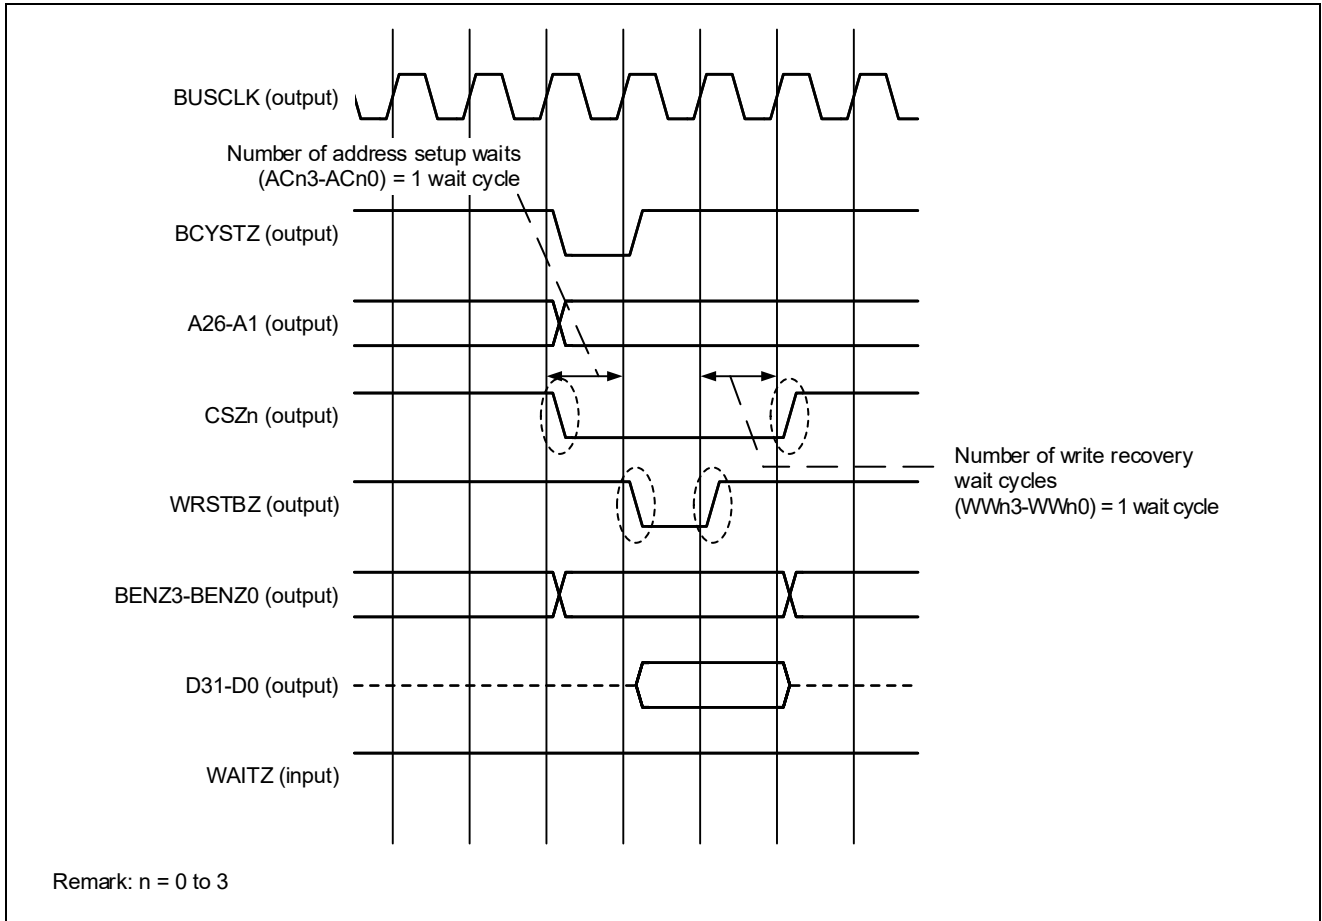 BUSCLK (output)
Number of address setup waits
(ACn3-ACn0) = 1 wait cycle
BCYSTZ (output)
A26-A1 (output)
CSZn (output)
Number of write recovery
wait cycles
(WWn3-WWn0) = 1 wait cycle
WRSTBZ (output)
BENZ3-BENZ0 (output)
D31-D0 (output)
WAITZ (input)
Remark: n = 0 to 3